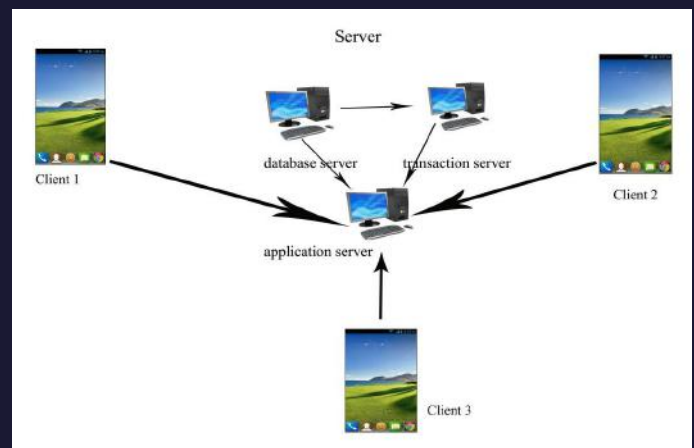 Server
database server
transaction server
Client 1
Client 2
application server
Client 3